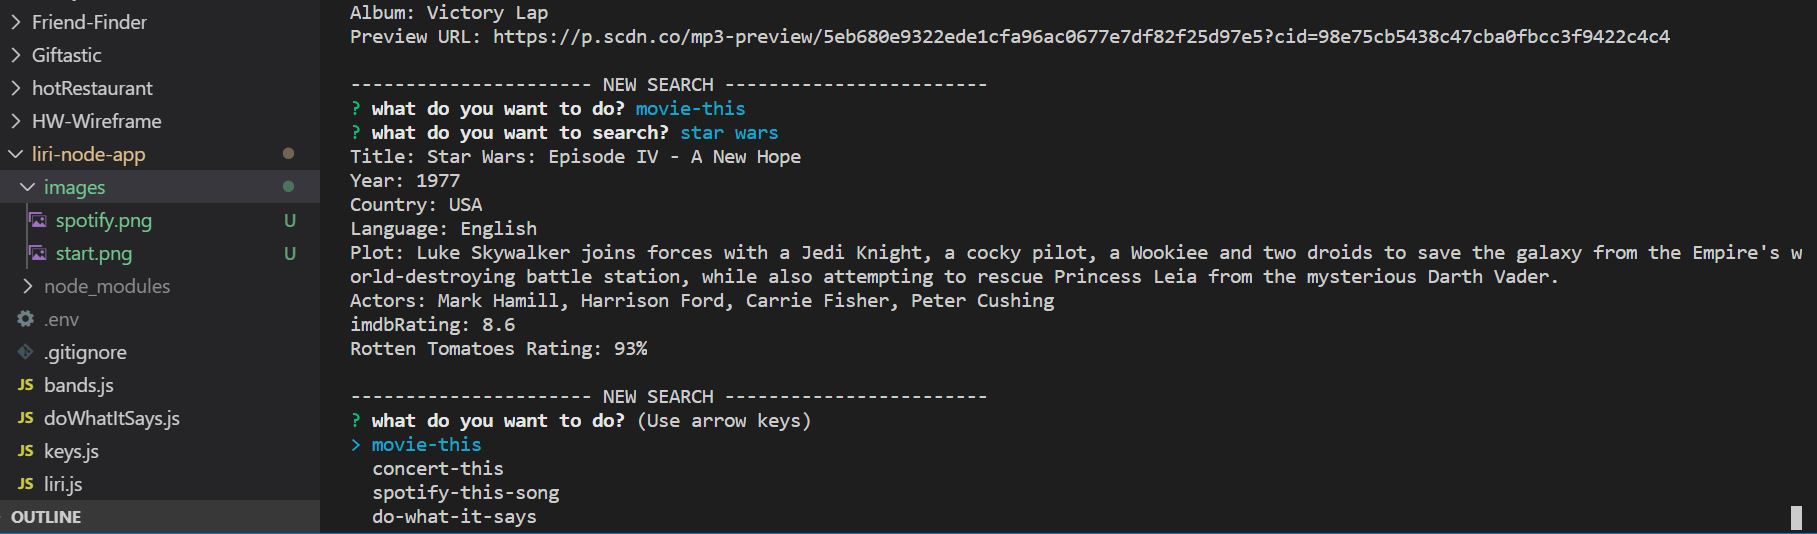 Friend-Finder
Giftastic
hotRestaurant
HW-Wireframe
liri-node-app
images
spotify.png U
start.png U
node_modules
.env
.gitignore
JS bands.js
JS doWhatItSays.js
JS keys.js
JS liri.js
OUTLINE
Album: Victory Lap
Preview URL: https://p.scdn.co/mp3-preview/5eb680e9322ede1cfa96ac0677e7df82f25d97e5?cid=98e75cb5438c47cba0fbcc3f9422c4c4
---------------------- NEW SEARCH ------------------------
? what do you want to do? movie-this
? what do you want to search? star wars
Title: Star Wars: Episode IV - A New Hope
Year: 1977
Country: USA
Language: English
Plot: Luke Skywalker joins forces with a Jedi Knight, a cocky pilot, a Wookiee and two droids to save the galaxy from the Empire's w
orld-destroying battle station, while also attempting to rescue Princess Leia from the mysterious Darth Vader.
Actors: Mark Hamill, Harrison Ford, Carrie Fisher, Peter Cushing
imdbRating: 8.6
Rotten Tomatoes Rating: 93%
---------------------- NEW SEARCH ------------------------
? what do you want to do? (Use arrow keys)
> movie-this
concert-this
spotify-this-song
do-what-it-says